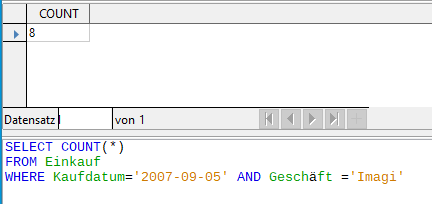 COUNT
8
Datensatz von 1
SELECT COUNT(*)
FROM Einkauf
WHERE Kaufdatum='2007-09-05' AND Geschäft ='Imagi'